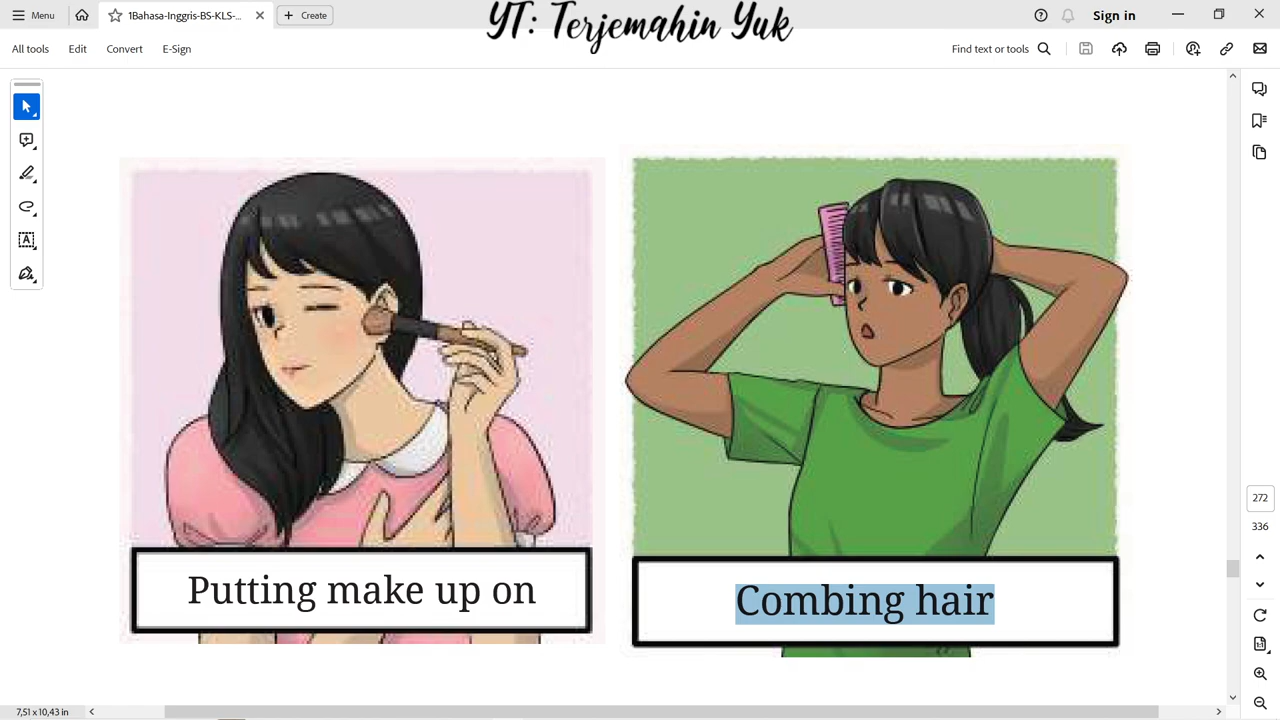 Menu
1Bahasa-Inggris-BS-KLS-...
Create
YT: Terjemahin Yuk
Sign in
All tools
Edit
Convert
E-Sign
Find text or tools
Putting make up on
Combing hair
272
336
7,51 x 10,43 in